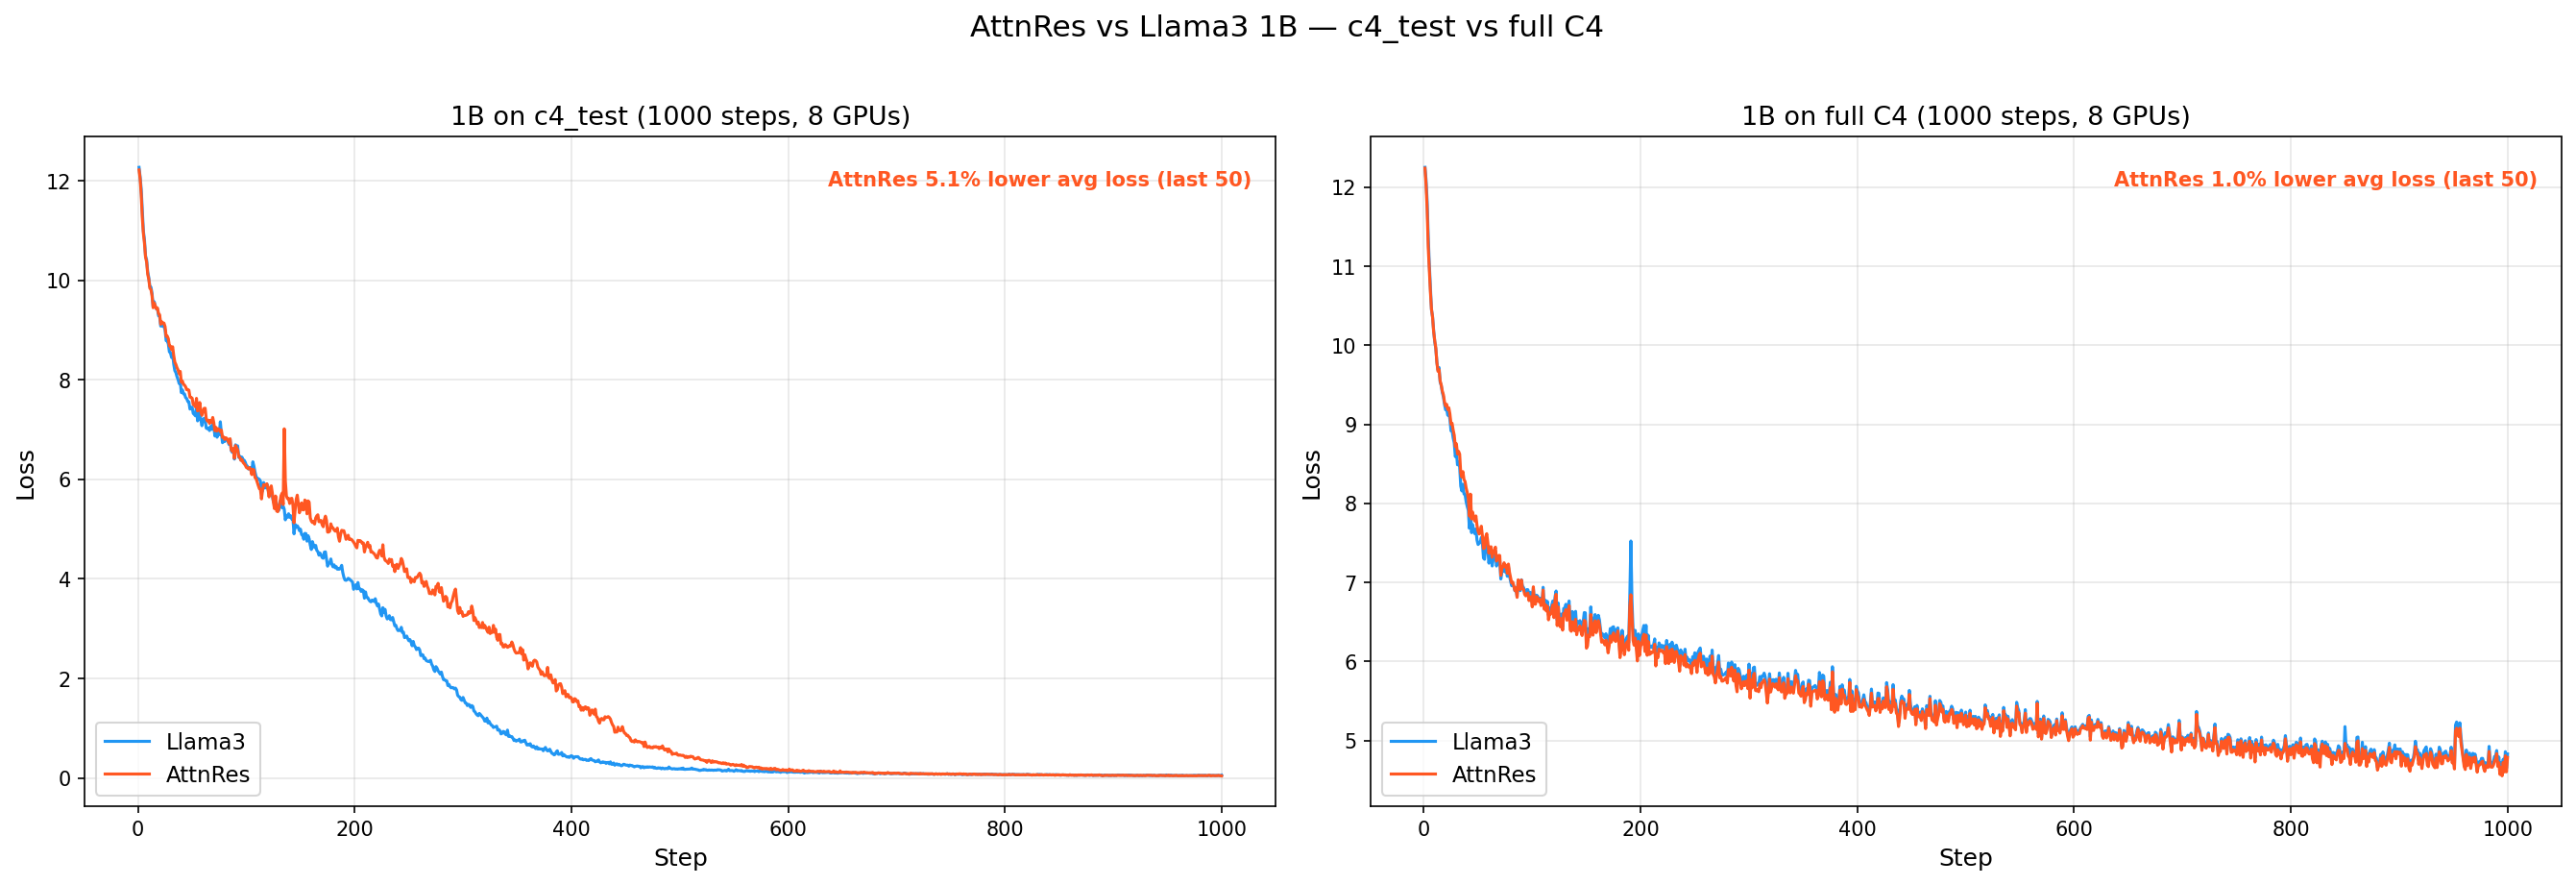 AttnRes vs Llama3 1B — c4_test vs full C4
1B on c4_test (1000 steps, 8 GPUs)
AttnRes 5.1% lower avg loss (last 50)
Loss
12
10
8
6
4
2
0
Llama3
AttnRes
0
200
400
600
800
1000
Step
1B on full C4 (1000 steps, 8 GPUs)
AttnRes 1.0% lower avg loss (last 50)
Loss
12
11
10
9
8
7
6
5
Llama3
AttnRes
0
200
400
600
800
1000
Step